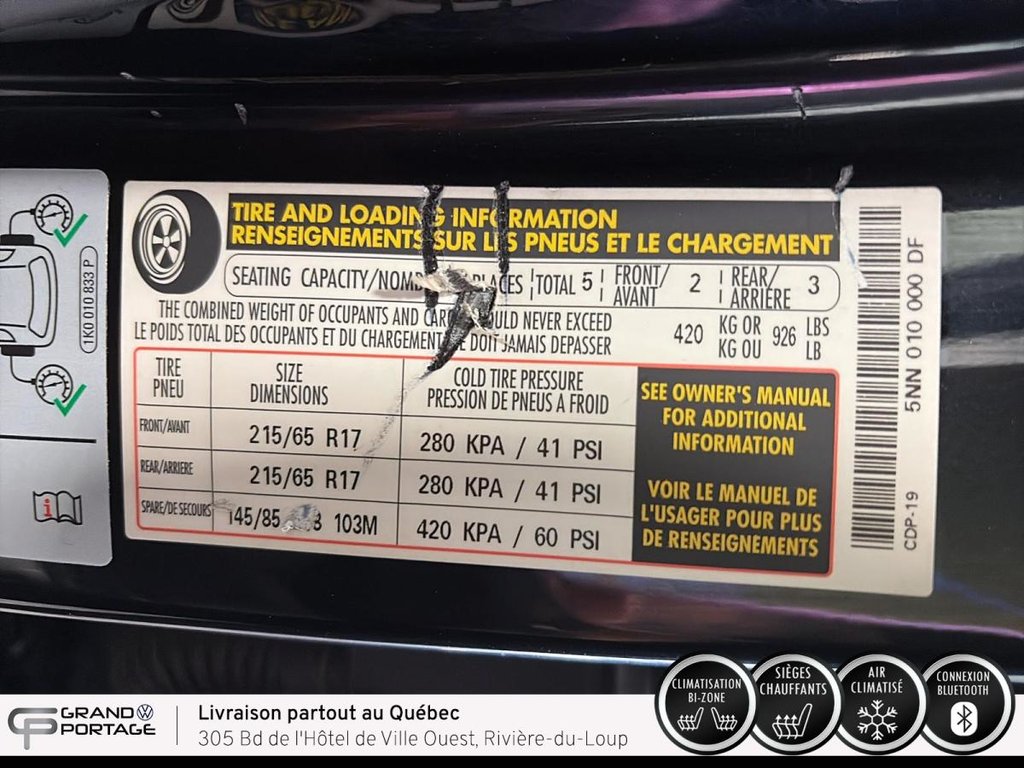 1K0 010 833 P
i
TIRE AND LOADING INFORMATION
RENSEIGNEMENTS SUR LES PNEUS ET LE CHARGEMENT
SEATING CAPACITY/ TOTAL 5 FRONT/ AVANT 2 REAR/ ARRIÈRE 3
THE COMBINED WEIGHT OF OCCUPANTS AND SHOULD NEVER EXCEED
LE POIDS TOTAL DES OCCUPANTS ET DU CHARGEMENT NE DOIT JAMAIS DEPASSER
420 KG OR 926 LBS
KG OU LB
TIRE SIZE COLD TIRE PRESSURE
PNEU DIMENSIONS PRESSION DE PNEUS A FROID
FRONT/AVANT 215/65 R17 280 KPA / 41 PSI
REAR/ARRIERE 215/65 R17 280 KPA / 41 PSI
SPARE/DE SECOURS 145/85 103M 420 KPA / 60 PSI
SEE OWNER'S MANUAL
FOR ADDITIONAL
INFORMATION
VOIR LE MANUEL DE
L'USAGER POUR PLUS
DE RENSEIGNEMENTS
5NN 010 000 DF
CDP-19
GRAND
PORTAGE
Livraison partout au Québec
305 Bd de l'Hôtel de Ville Ouest, Rivière-du-Loup
CLIMATISATION
BI-ZONE
SIÈGES
CHAUFFANTS
AIR
CLIMATISÉ
CONNEXION
BLUETOOTH